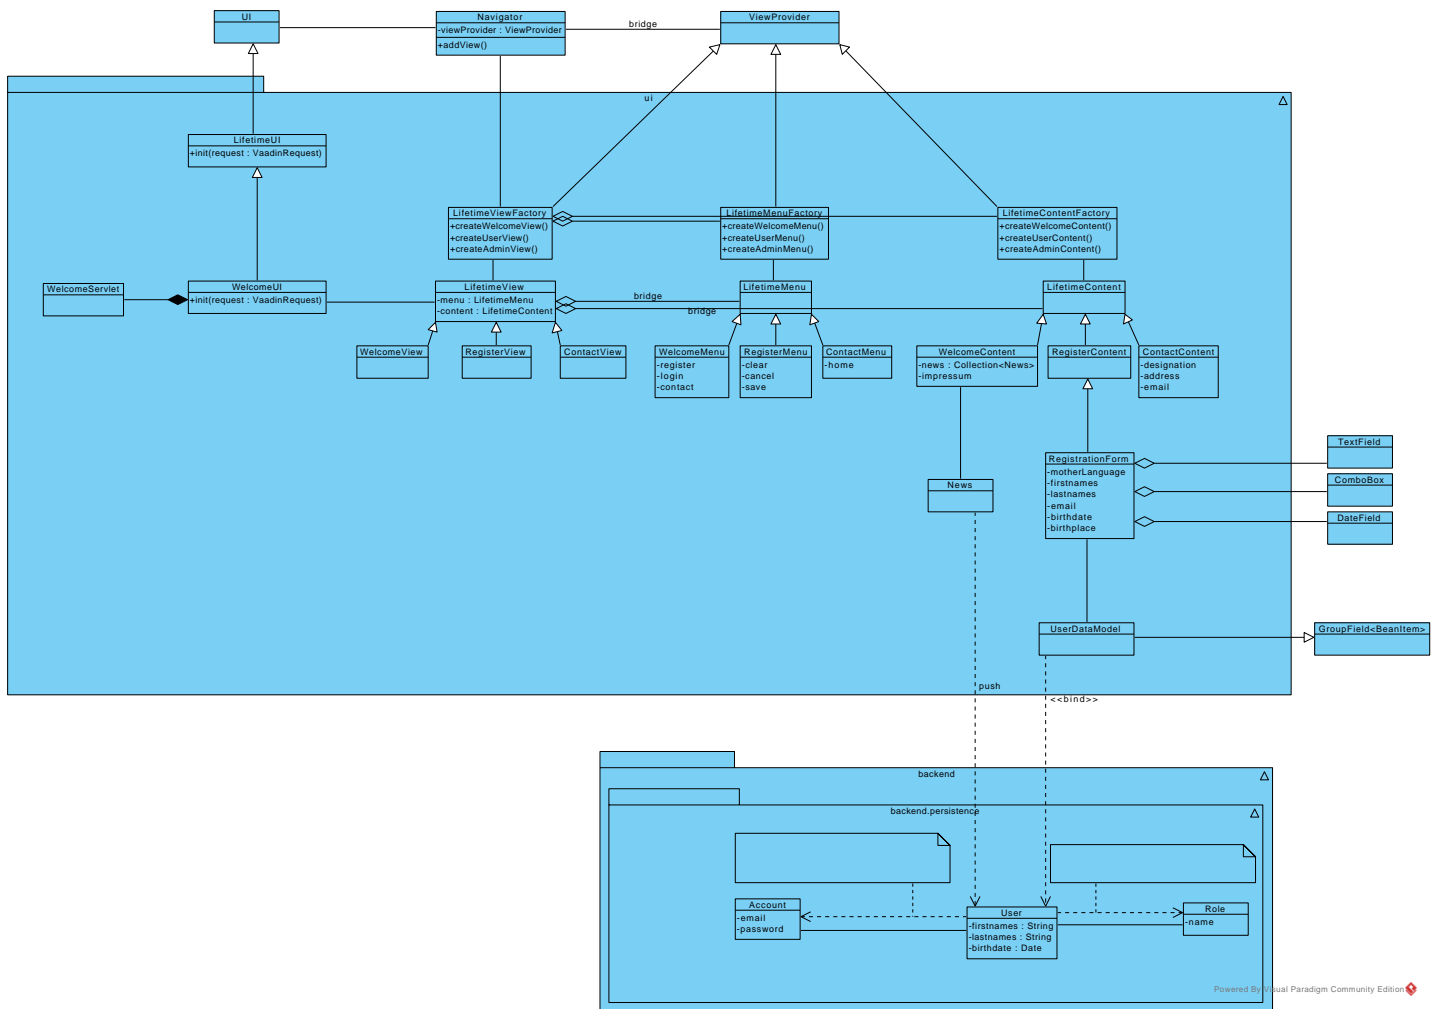 UI
Navigator
-viewProvider : ViewProvider
+addView()
bridge
ViewProvider
ui
LifetimeUI
+init(request : VaadinRequest)
LifetimeViewFactory
+createWelcomeView()
+createUserView()
+createAdminView()
LifetimeMenuFactory
+createWelcomeMenu()
+createUserMenu()
+createAdminMenu()
LifetimeContentFactory
+createWelcomeContent()
+createUserContent()
+createAdminContent()
WelcomeServlet
WelcomeUI
+init(request : VaadinRequest)
LifetimeView
-menu : LifetimeMenu
-content : LifetimeContent
bridge
bridge
LifetimeMenu
LifetimeContent
WelcomeView
RegisterView
ContactView
WelcomeMenu
-register
-login
-contact
RegisterMenu
-clear
-cancel
-save
ContactMenu
-home
WelcomeContent
-news : Collection<News>
-impressum
RegisterContent
ContactContent
-designation
-address
-email
RegistrationForm
-motherLanguage
-firstnames
-lastnames
-email
-birthdate
-birthplace
TextField
ComboBox
DateField
News
UserDataModel
GroupField<BeanItem>
push
<<bind>>
backend
backend.persistence
Account
-email
-password
User
-firstnames : String
-lastnames : String
-birthdate : Date
Role
-name
Powered By Visual Paradigm Community Edition